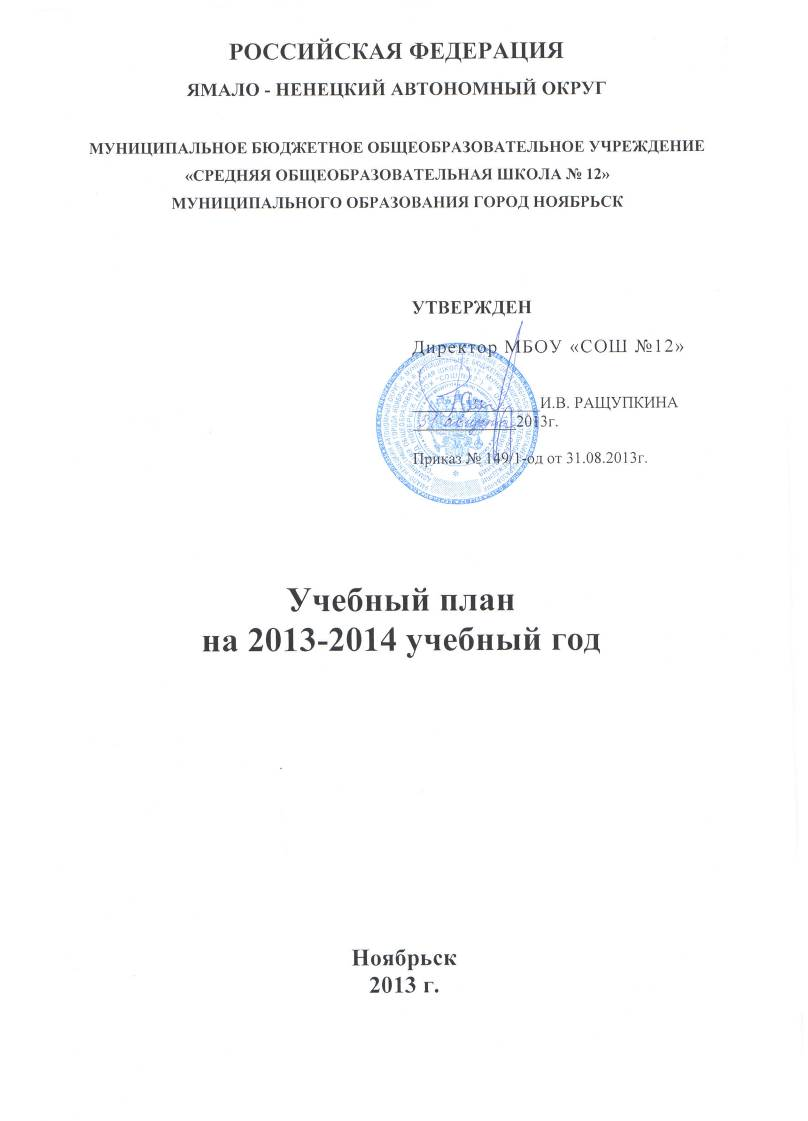 РОССИЙСКАЯ ФЕДЕРАЦИЯ
ЯМАЛО - НЕНЕЦКИЙ АВТОНОМНЫЙ ОКРУГ
МУНИЦИПАЛЬНОЕ БЮДЖЕТНОЕ ОБЩЕОБРАЗОВАТЕЛЬНОЕ УЧРЕЖДЕНИЕ
«СРЕДНЯЯ ОБЩЕОБРАЗОВАТЕЛЬНАЯ ШКОЛА № 12»
МУНИЦИПАЛЬНОГО ОБРАЗОВАНИЯ ГОРОД НОЯБРЬСК
УТВЕРЖДЕН
Директор МБОУ «СОШ №12»
И.В. РАЩУПКИНА
31 августа 2013г.
Приказ № 149/1-од от 31.08.2013г.
Учебный план
на 2013-2014 учебный год
Ноябрьск
2013 г.